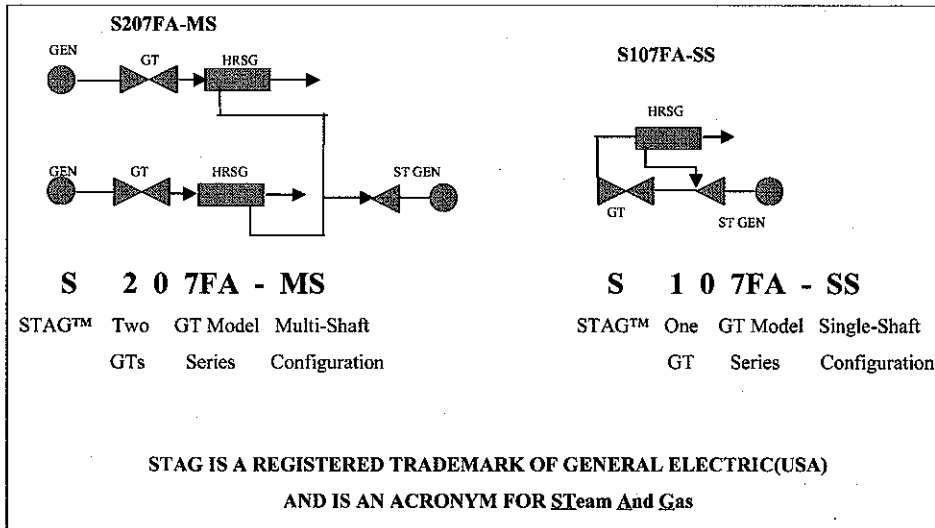 S207FA-MS
GEN
GT
HRSG
GEN
GT
HRSG
ST GEN
S 2 0 7FA - MS
STAG™ Two GT Model Multi-Shaft
GTs Series Configuration
S107FA-SS
HRSG
GT
ST GEN
S 1 0 7FA - SS
STAG™ One GT Model Single-Shaft
GT Series Configuration
STAG IS A REGISTERED TRADEMARK OF GENERAL ELECTRIC(USA)
AND IS AN ACRONYM FOR STeam And Gas